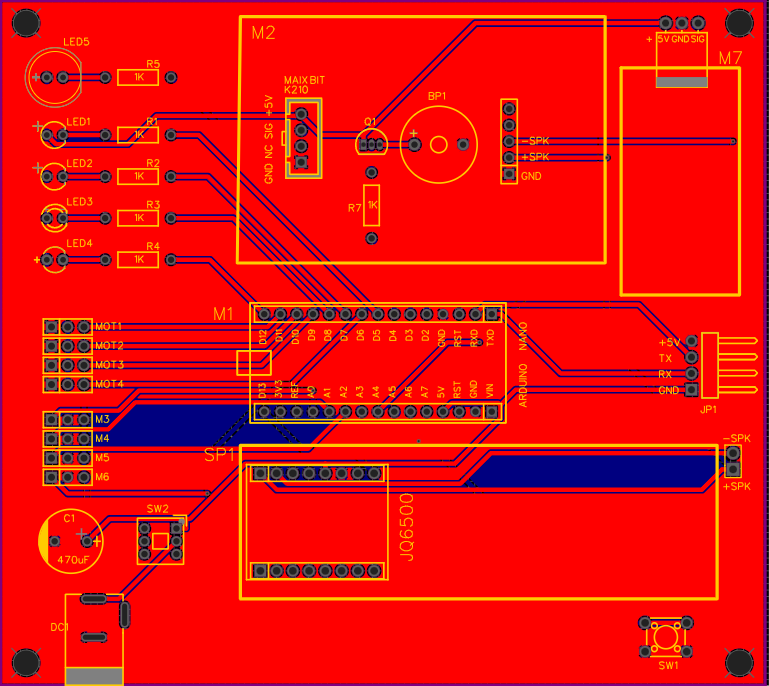 LED5
R5
1K
LED1
R1
1K
LED2
R2
1K
LED3
R3
1K
LED4
R4
1K
M2
MAIX BIT
K210
GND NC SIG +5V
Q1
BP1
+
R7
1K
-SPK
+SPK
GND
+ 5V GND SIG
M7
M1
D12 D11 D10 D9 D8 D7 D6 D5 D4 D3 D2 GND RST RXD TXD
D13 3V3 REF A0 A1 A2 A3 A4 A5 A6 A7 5V RST GND VIN
ARDUINO NANO
MOT1
MOT2
MOT3
MOT4
M3
M4
M5
M6
+5V
TX
RX
GND
JP1
SP1
JQ6500
-SPK
+SPK
C1
+
470uF
SW2
DC1
SW1